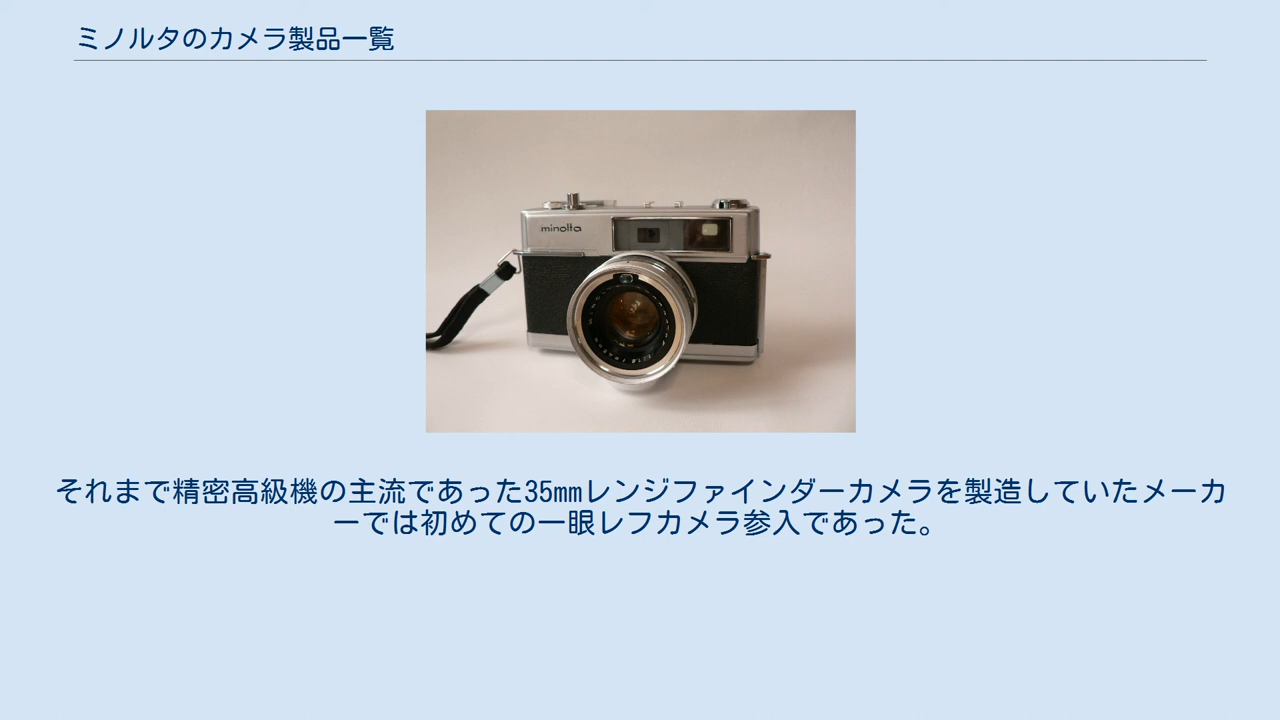 ミノルタのカメラ製品一覧
minolta
それまで精密高級機の主流であった35mmレンジファインダーカメラを製造していたメーカ
ーでは初めての一眼レフカメラ参入であった。